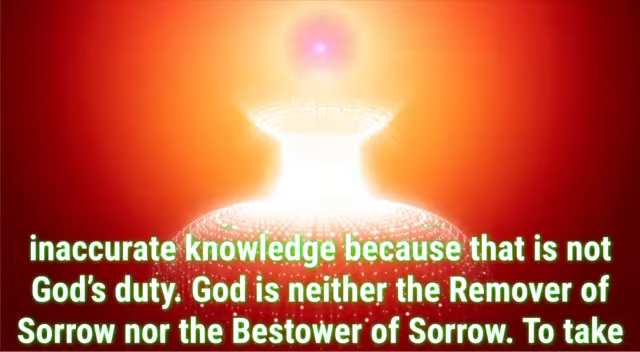 inaccurate knowledge because that is not
God’s duty. God is neither the Remover of
Sorrow nor the Bestower of Sorrow. To take